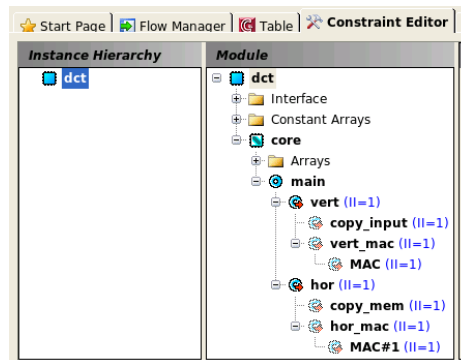 Start Page Flow Manager Table Constraint Editor
Instance Hierarchy Module
dct dct
Interface
Constant Arrays
core
Arrays
main
vert (II=1)
copy_input (II=1)
vert_mac (II=1)
MAC (II=1)
hor (II=1)
copy_mem (II=1)
hor_mac (II=1)
MAC#1 (II=1)